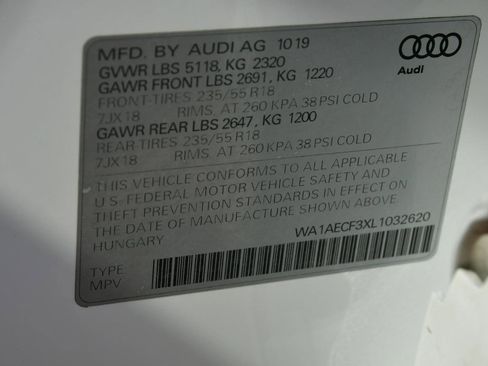 MFD. BY AUDI AG 10 19
GVWR LBS 5118, KG 2320
GAWR FRONT LBS 2691, KG 1220
FRONT-TIRES 235/55 R18
7JX18 RIMS, AT 260 KPA 38 PSI COLD
GAWR REAR LBS 2647, KG 1200
REAR-TIRES 235/55 R18
7JX18 RIMS, AT 260 KPA 38 PSI COLD
THIS VEHICLE CONFORMS TO ALL APPLICABLE
U.S. FEDERAL MOTOR VEHICLE SAFETY AND
THEFT PREVENTION STANDARDS IN EFFECT ON
THE DATE OF MANUFACTURE SHOWN ABOVE
HUNGARY
WA1AECF3XL1032620
TYPE
MPV
Audi